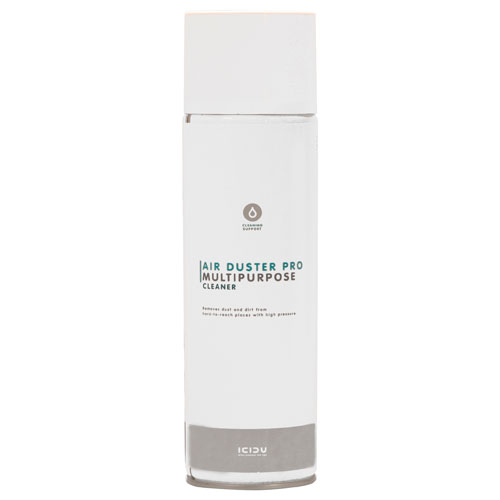 CLEANING
SUPPORT
AIR DUSTER PRO
MULTIPURPOSE
CLEANER
Removes dust and dirt from
hard-to-reach places with high pressure
ICIDU